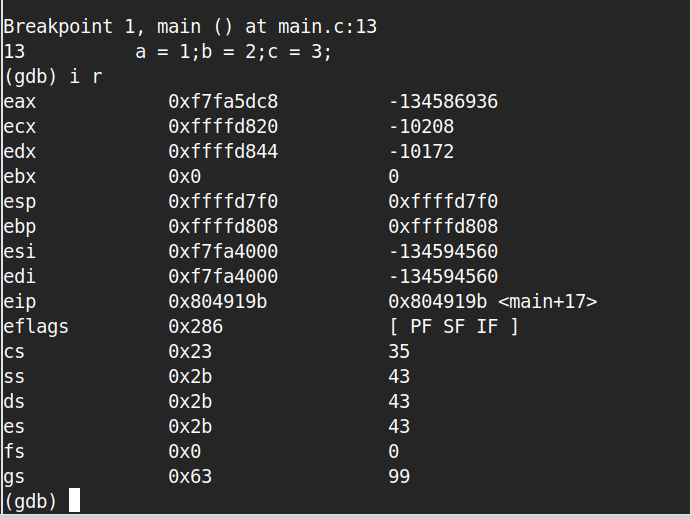 Breakpoint 1, main () at main.c:13
13          a = 1;b = 2;c = 3;
(gdb) i r
eax            0xf7fa5dc8          -134586936
ecx            0xffffd820          -10208
edx            0xffffd844          -10172
ebx            0x0                 0
esp            0xffffd7f0          0xffffd7f0
ebp            0xffffd808          0xffffd808
esi            0xf7fa4000          -134594560
edi            0xf7fa4000          -134594560
eip            0x804919b           0x804919b <main+17>
eflags         0x286               [ PF SF IF ]
cs             0x23                35
ss             0x2b                43
ds             0x2b                43
es             0x2b                43
fs             0x0                 0
gs             0x63                99
(gdb)